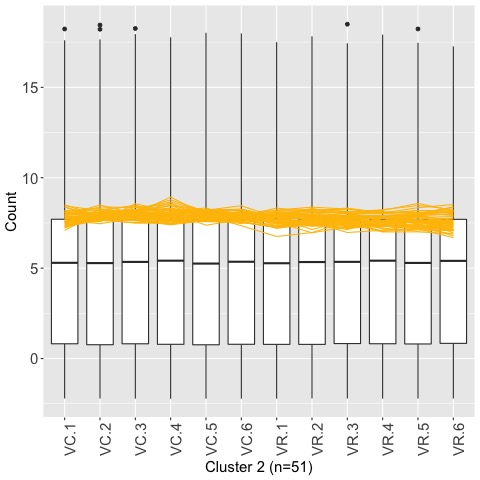 Count
15
10
5
0
VC.1
VC.2
VC.3
VC.4
VC.5
VC.6
VR.1
VR.2
VR.3
VR.4
VR.5
VR.6
Cluster 2 (n=51)